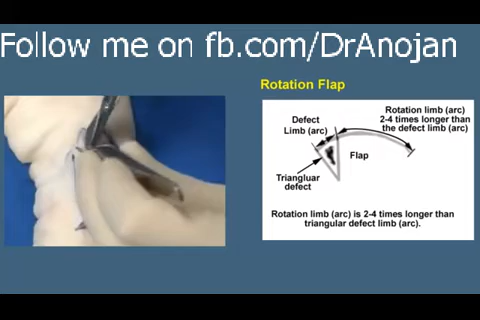 Follow me on fb.com/DrAnojan
Rotation Flap
Defect
Limb (arc)
Rotation limb (arc)
2-4 times longer than
the defect limb (arc)
Flap
Triangluar
defect
Rotation limb (arc) is 2-4 times longer than
triangular defect limb (arc).